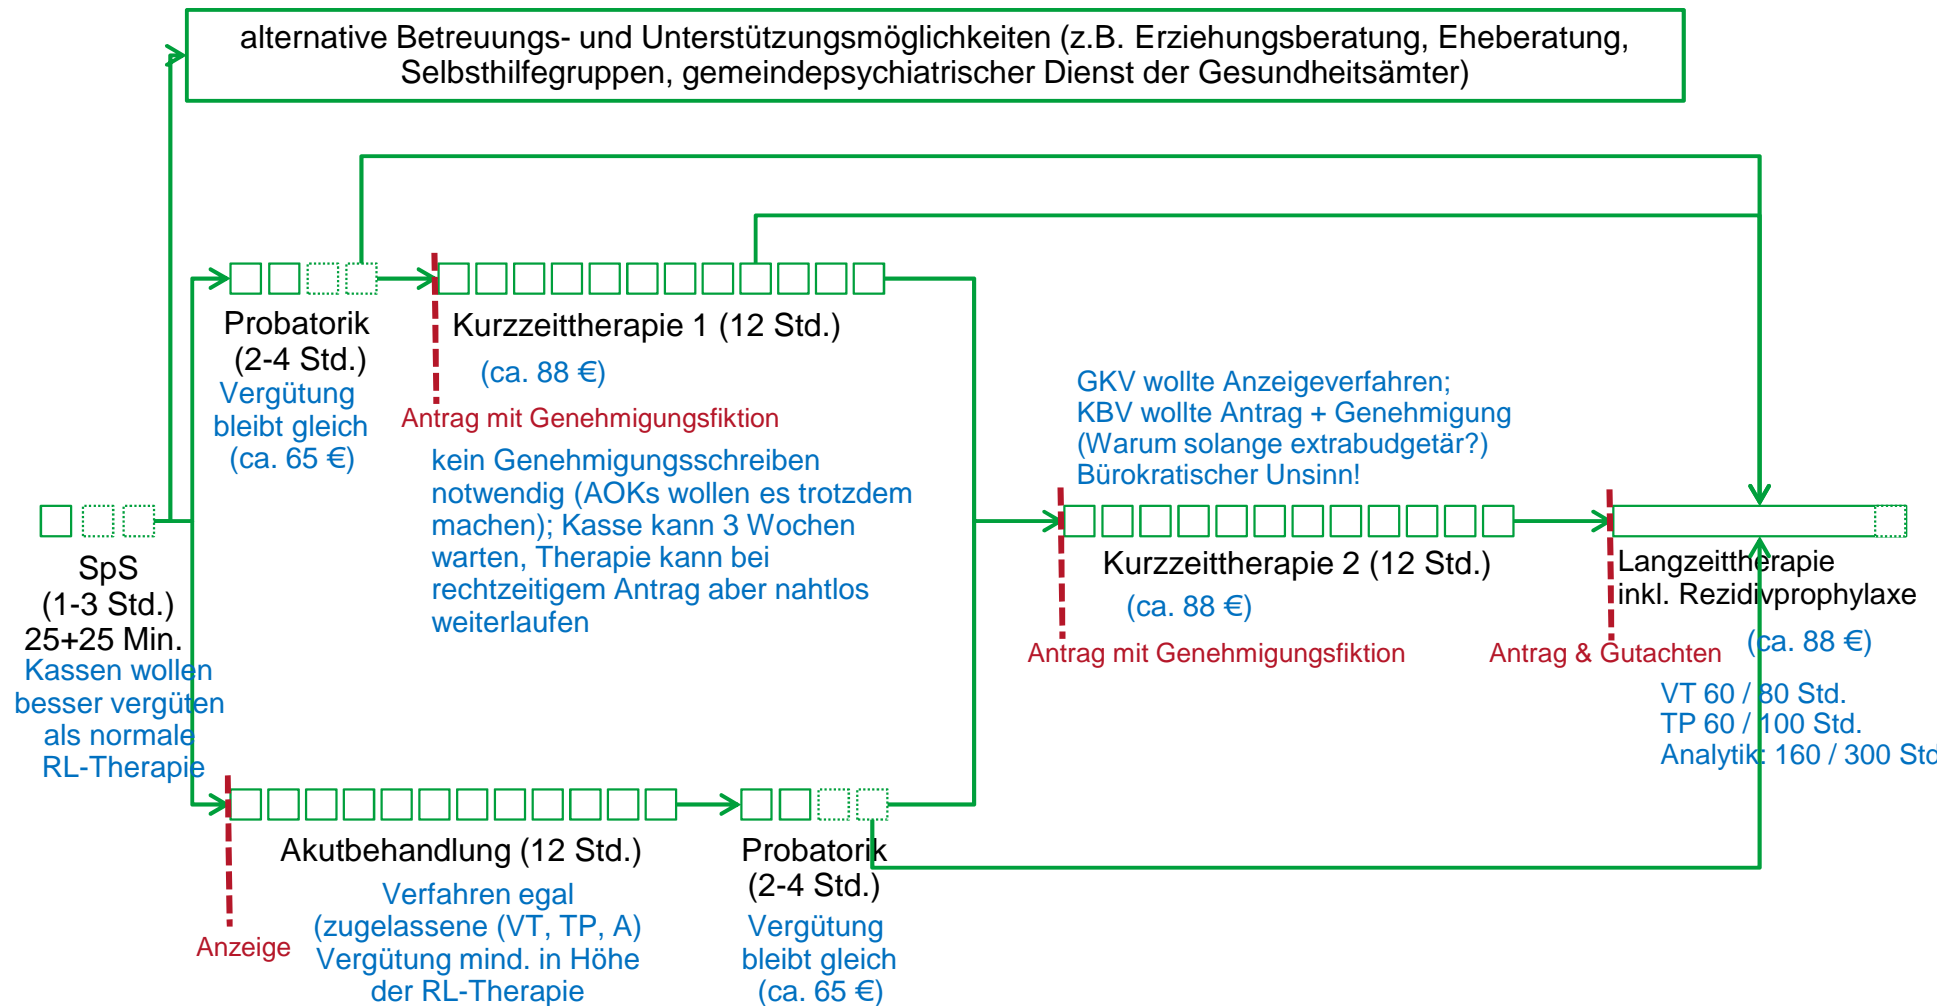 alternative Betreuungs- und Unterstützungsmöglichkeiten (z.B. Erziehungsberatung, Eheberatung,
Selbsthilfegruppen, gemeindepsychiatrischer Dienst der Gesundheitsämter)
Probatorik
(2-4 Std.)
Vergütung
bleibt gleich
(ca. 65 €)
Kurzzeittherapie 1 (12 Std.)
(ca. 88 €)
Antrag mit Genehmigungsfiktion
kein Genehmigungsschreiben
notwendig (AOKs wollen es trotzdem
machen); Kasse kann 3 Wochen
warten, Therapie kann bei
rechtzeitigem Antrag aber nahtlos
weiterlaufen
GKV wollte Anzeigeverfahren;
KBV wollte Antrag + Genehmigung
(Warum solange extrabudgetär?)
Bürokratischer Unsinn!
SpS
(1-3 Std.)
25+25 Min.
Kassen wollen
besser vergüten
als normale
RL-Therapie
Kurzzeittherapie 2 (12 Std.)
(ca. 88 €)
Antrag mit Genehmigungsfiktion
Langzeittherapie
inkl. Rezidivprophylaxe
(ca. 88 €)
Antrag & Gutachten
VT 60 / 80 Std.
TP 60 / 100 Std.
Analytik: 160 / 300 Std
Akutbehandlung (12 Std.)
Verfahren egal
(zugelassene (VT, TP, A)
Vergütung mind. in Höhe
der RL-Therapie
Anzeige
Probatorik
(2-4 Std.)
Vergütung
bleibt gleich
(ca. 65 €)